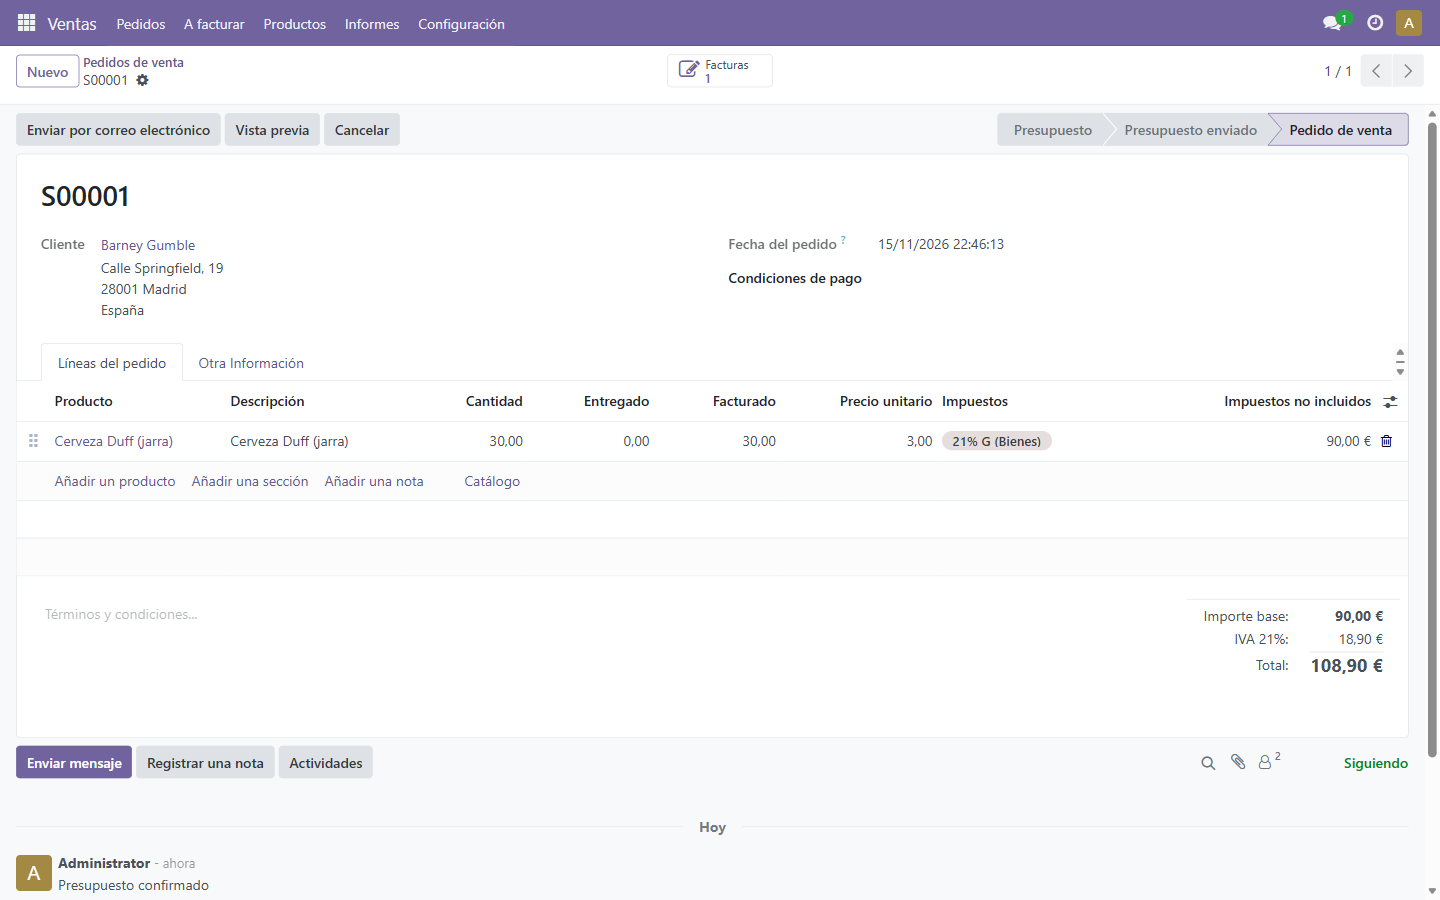 Ventas Pedidos A facturar Productos Informes Configuración 1 A
Nuevo Pedidos de venta
S00001
Facturas
1
1 / 1
Enviar por correo electrónico Vista previa Cancelar Presupuesto Presupuesto enviado Pedido de venta
S00001
Cliente Barney Gumble
Calle Springfield, 19
28001 Madrid
España
Fecha del pedido ? 15/11/2026 22:46:13
Condiciones de pago
Líneas del pedido Otra Información
Producto Descripción Cantidad Entregado Facturado Precio unitario Impuestos Impuestos no incluidos
Cerveza Duff (jarra) Cerveza Duff (jarra) 30,00 0,00 30,00 3,00 21% G (Bienes) 90,00 €
Añadir un producto Añadir una sección Añadir una nota Catálogo
Términos y condiciones...
Importe base: 90,00 €
IVA 21%: 18,90 €
Total: 108,90 €
Enviar mensaje Registrar una nota Actividades 2 Siguiendo
Hoy
A Administrator - ahora
Presupuesto confirmado